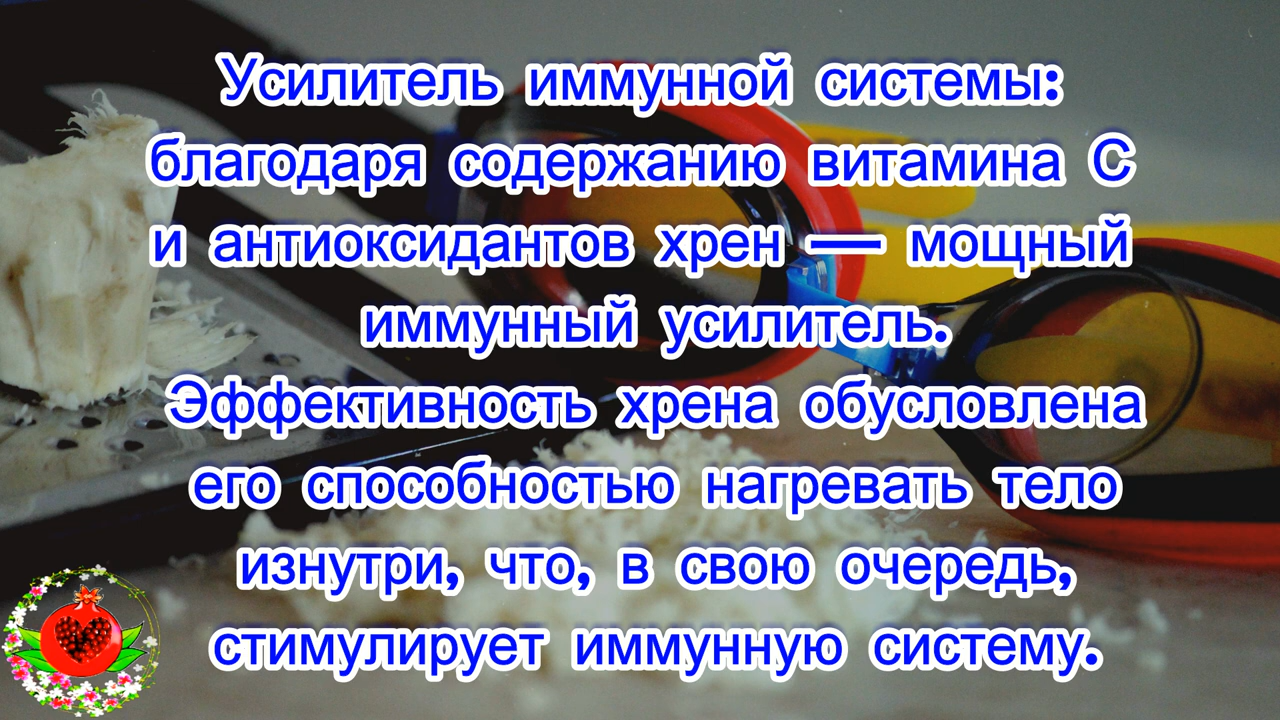 Усилитель иммунной системы:
благодаря содержанию витамина С
и антиоксидантов хрен — мощный
иммунный усилитель.
Эффективность хрена обусловлена
его способностью нагревать тело
изнутри, что, в свою очередь,
стимулирует иммунную систему.